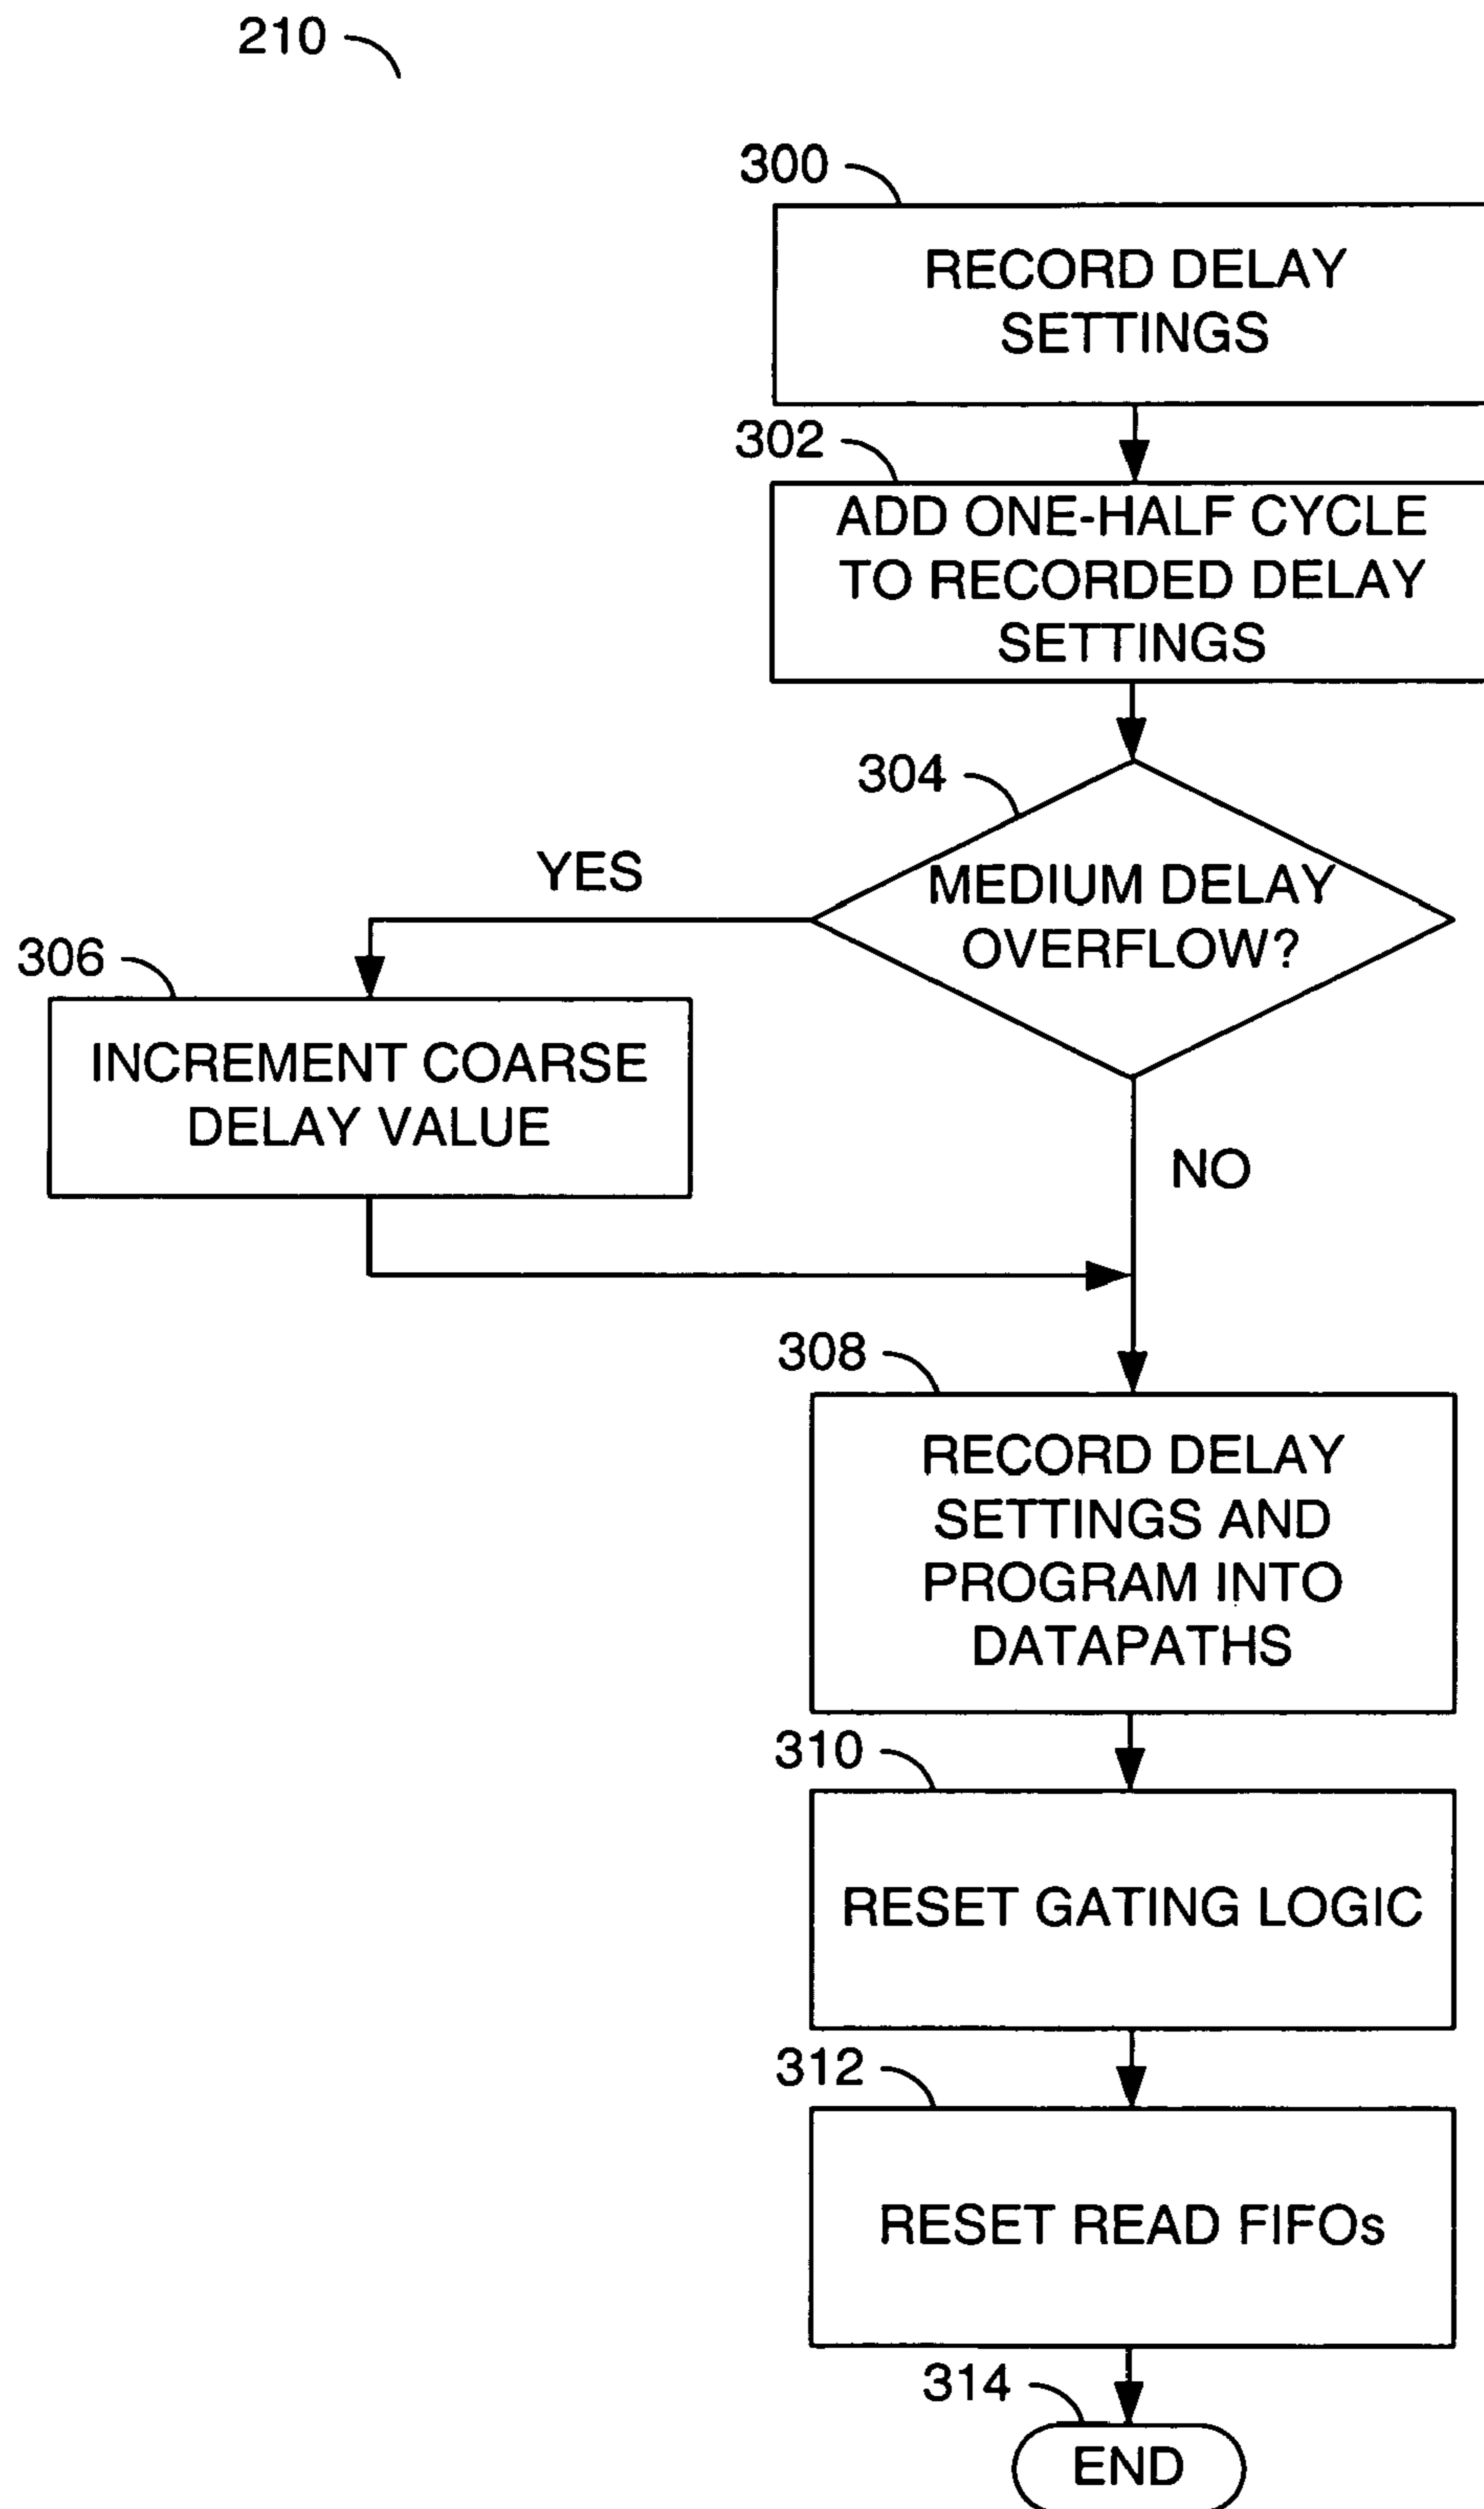 210
300
RECORD DELAY
SETTINGS
302
ADD ONE-HALF CYCLE
TO RECORDED DELAY
SETTINGS
304
MEDIUM DELAY
OVERFLOW?
YES
306
INCREMENT COARSE
DELAY VALUE
NO
308
RECORD DELAY
SETTINGS AND
PROGRAM INTO
DATAPATHS
310
RESET GATING LOGIC
312
RESET READ FIFOs
314
END